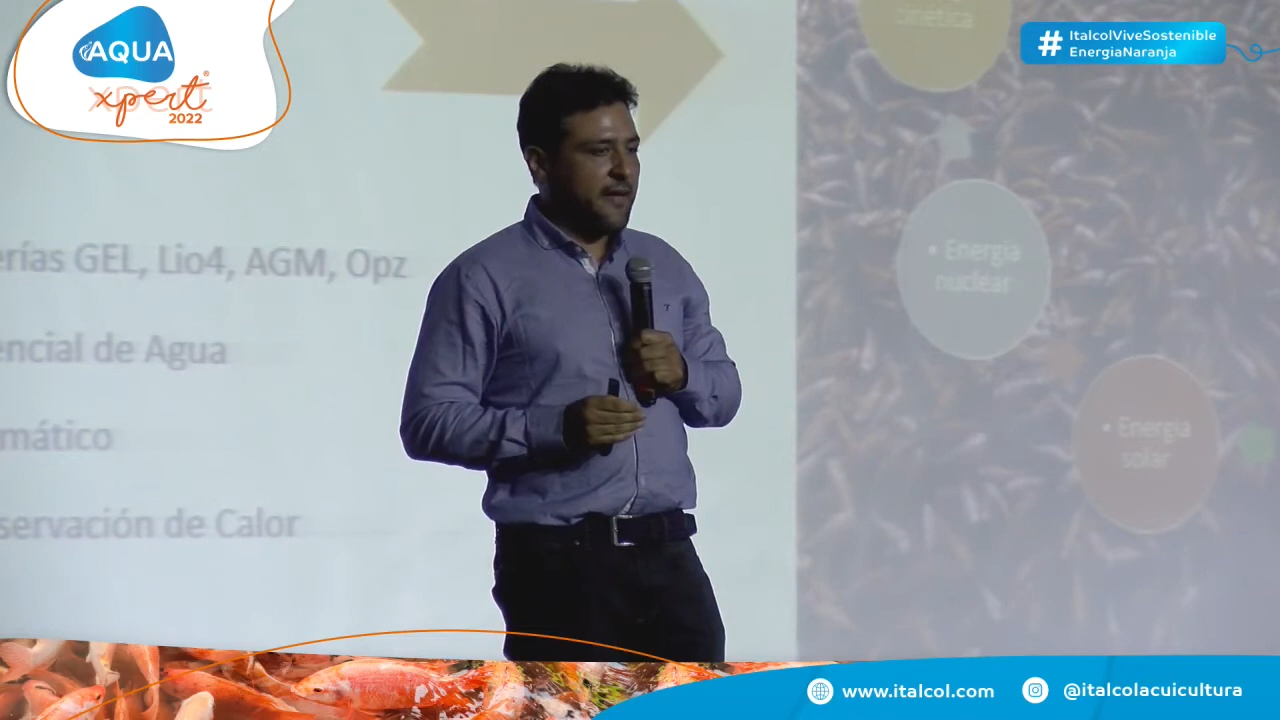 AQUA
xpert®
2022
#
ItalcolViveSostenible
EnergiaNaranja
cinética
erías GEL, Lio4, AGM, Opz
encial de Agua
mático
servación de Calor
• Energía
nuclear
• Energía
solar
www.italcol.com
@italcolacuicultura